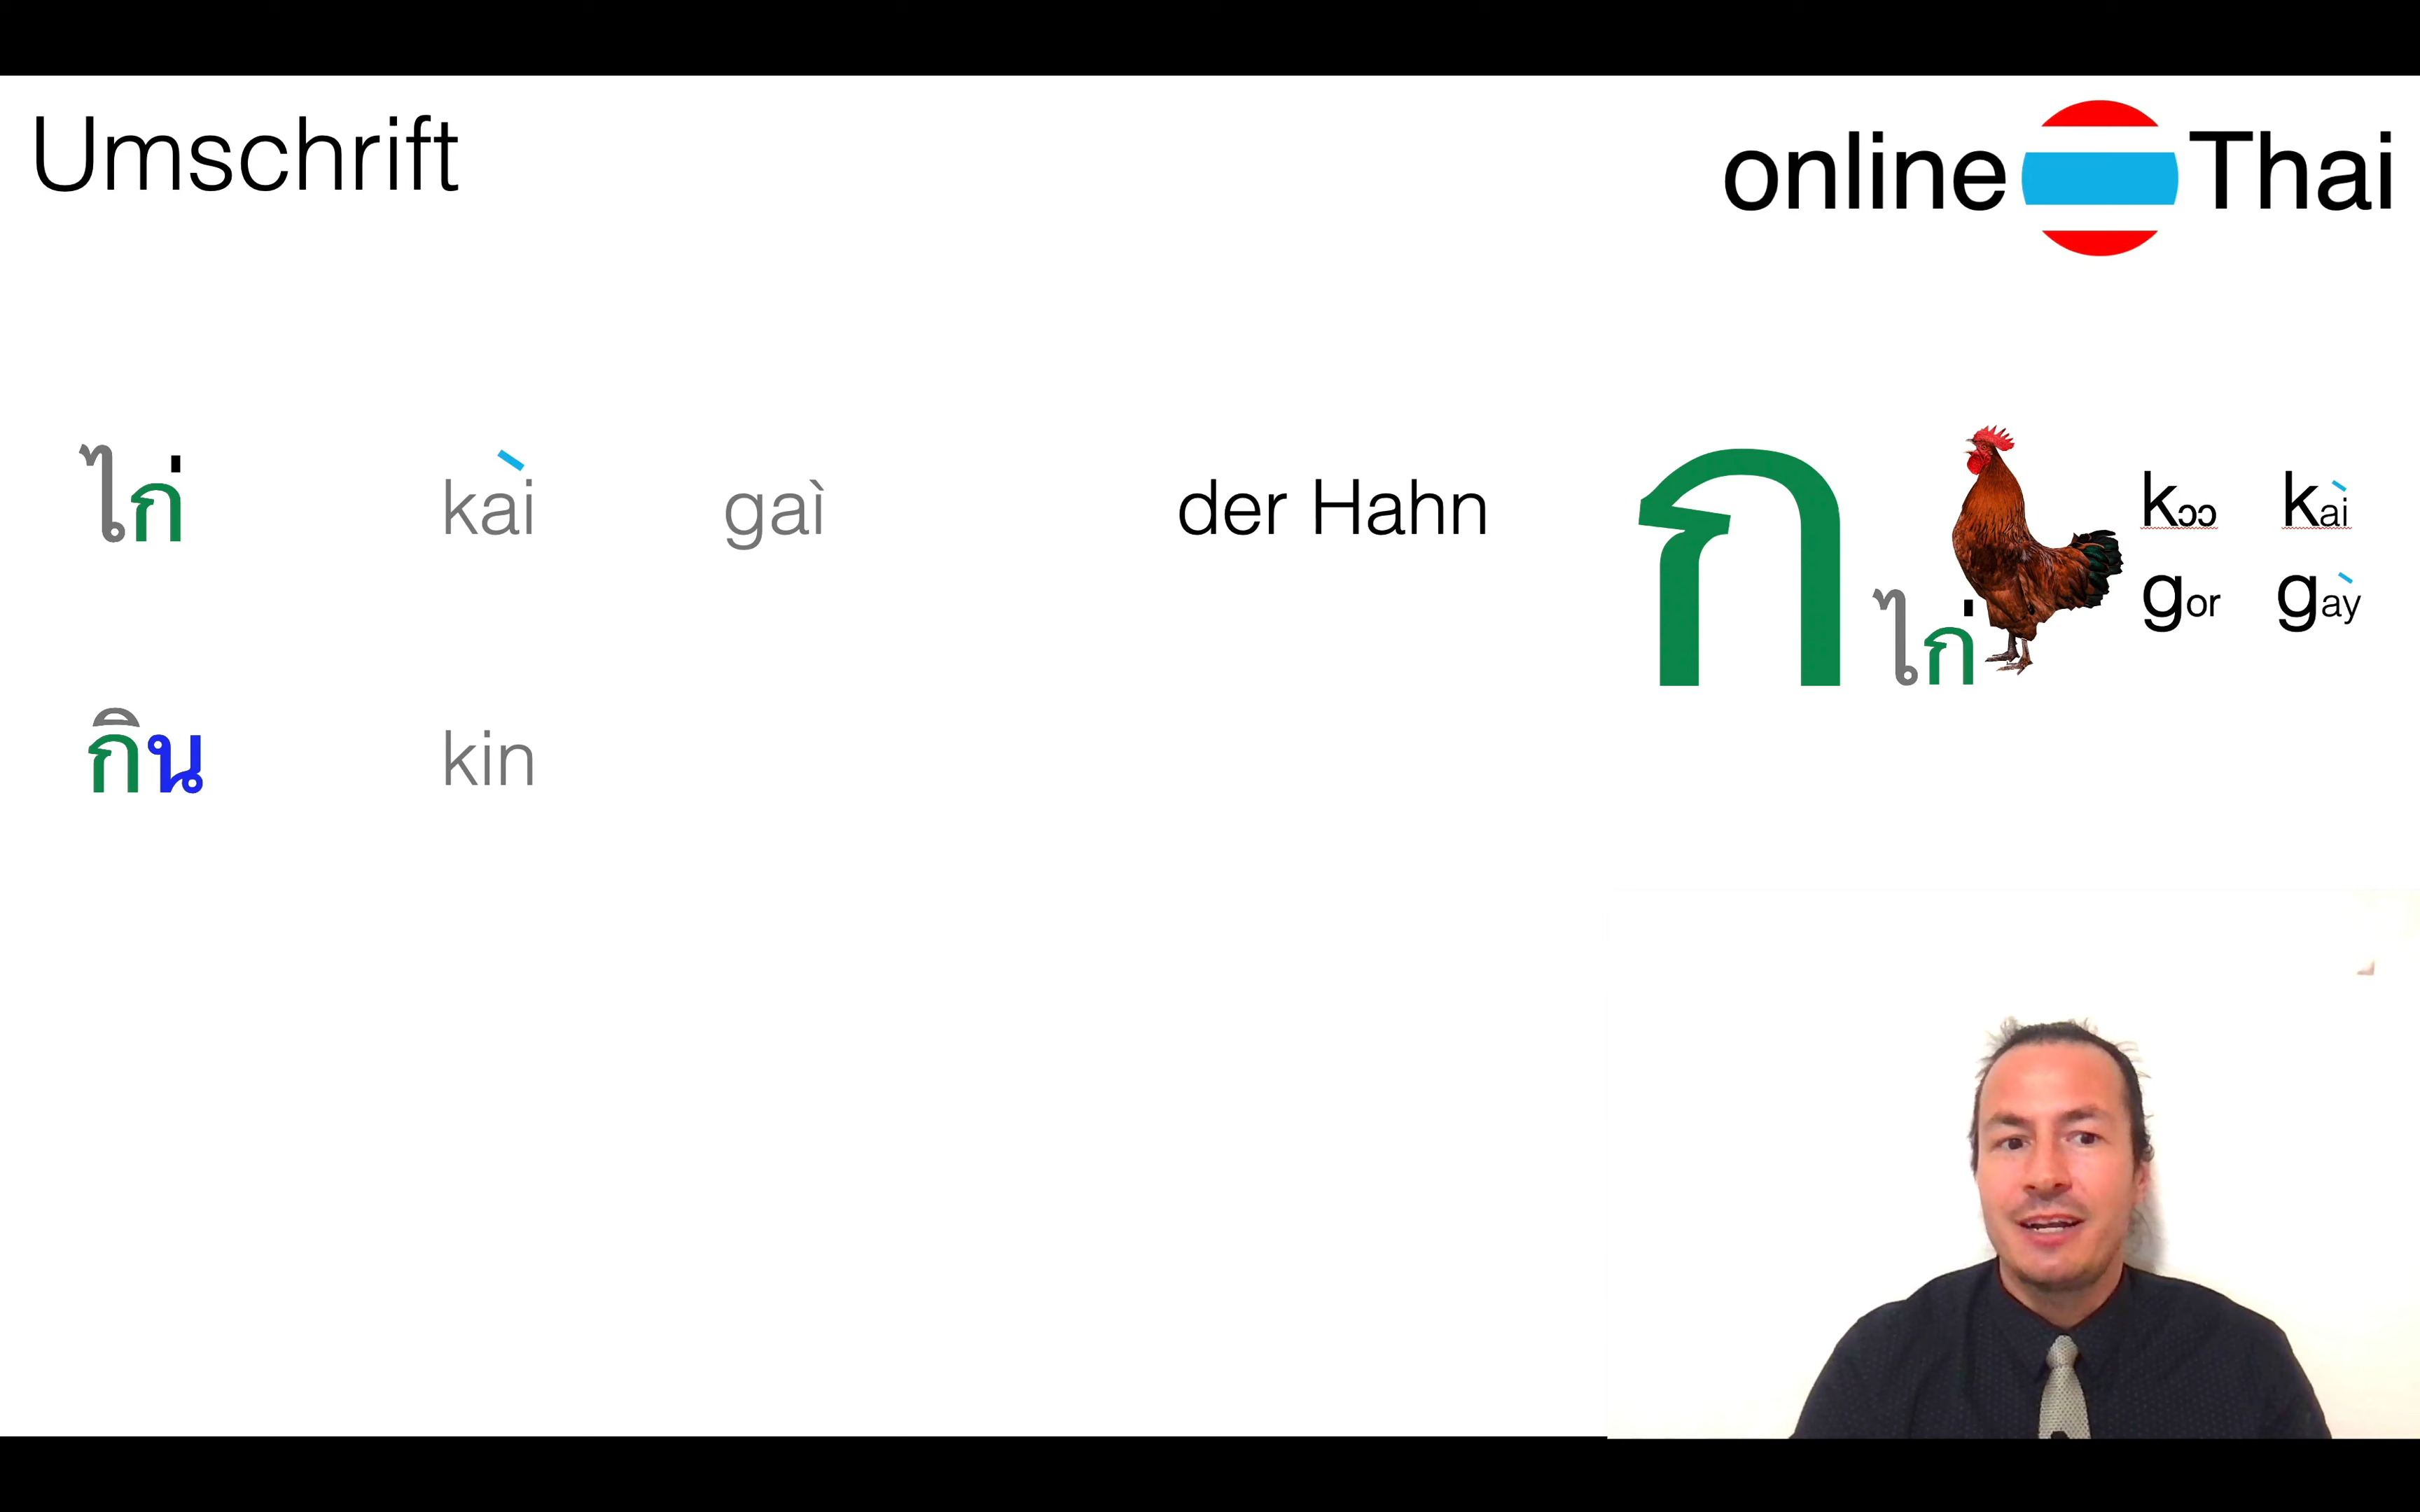 Umschrift
online Thai
ไก่ kài gaì der Hahn
ก ไก่
kɔɔ kài
gor gày
กิน kin